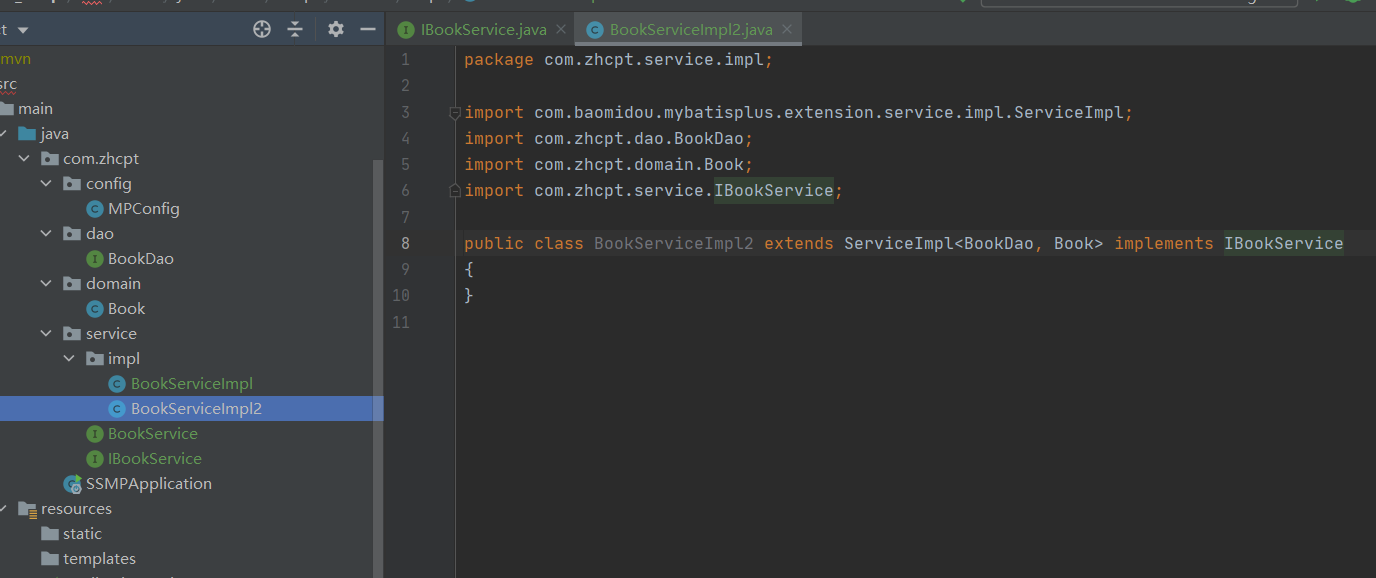 IBookService.java
BookServiceImpl2.java
ct
mvn
src
main
java
com.zhcpt
config
MPConfig
dao
BookDao
domain
Book
service
impl
BookServiceImpl
BookServiceImpl2
BookService
IBookService
SSMPApplication
resources
static
templates
1 package com.zhcpt.service.impl;
2
3 import com.baomidou.mybatisplus.extension.service.impl.ServiceImpl;
4 import com.zhcpt.dao.BookDao;
5 import com.zhcpt.domain.Book;
6 import com.zhcpt.service.IBookService;
7
8 public class BookServiceImpl2 extends ServiceImpl<BookDao, Book> implements IBookService
9 {
10 }
11